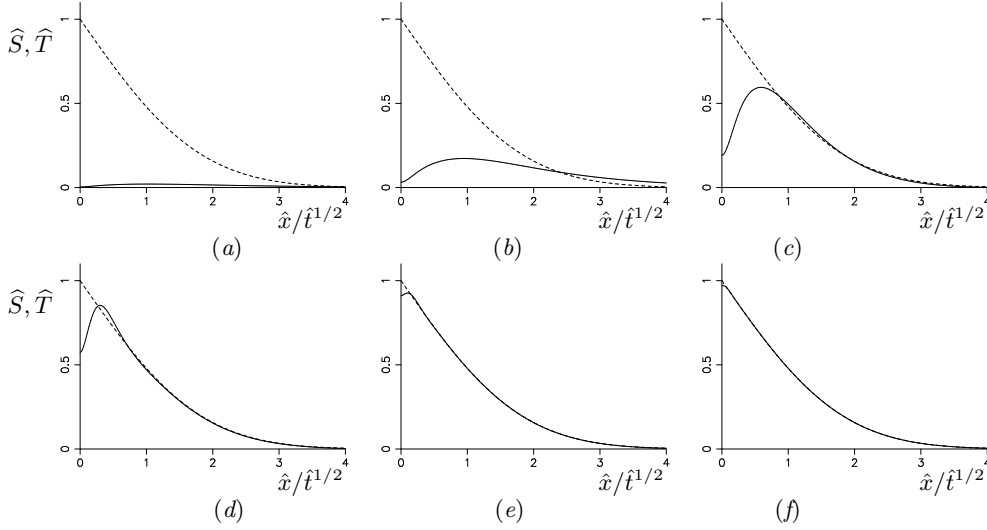 1 1 1
Ŝ, T̂
0.5 0.5 0.5
0 0 0
0 1 2 3 4 0 1 2 3 4 0 1 2 3 4
x̂/t̂^{1/2} x̂/t̂^{1/2} x̂/t̂^{1/2}
(a) (b) (c)
1 1 1
Ŝ, T̂
0.5 0.5 0.5
0 0 0
0 1 2 3 4 0 1 2 3 4 0 1 2 3 4
x̂/t̂^{1/2} x̂/t̂^{1/2} x̂/t̂^{1/2}
(d) (e) (f)